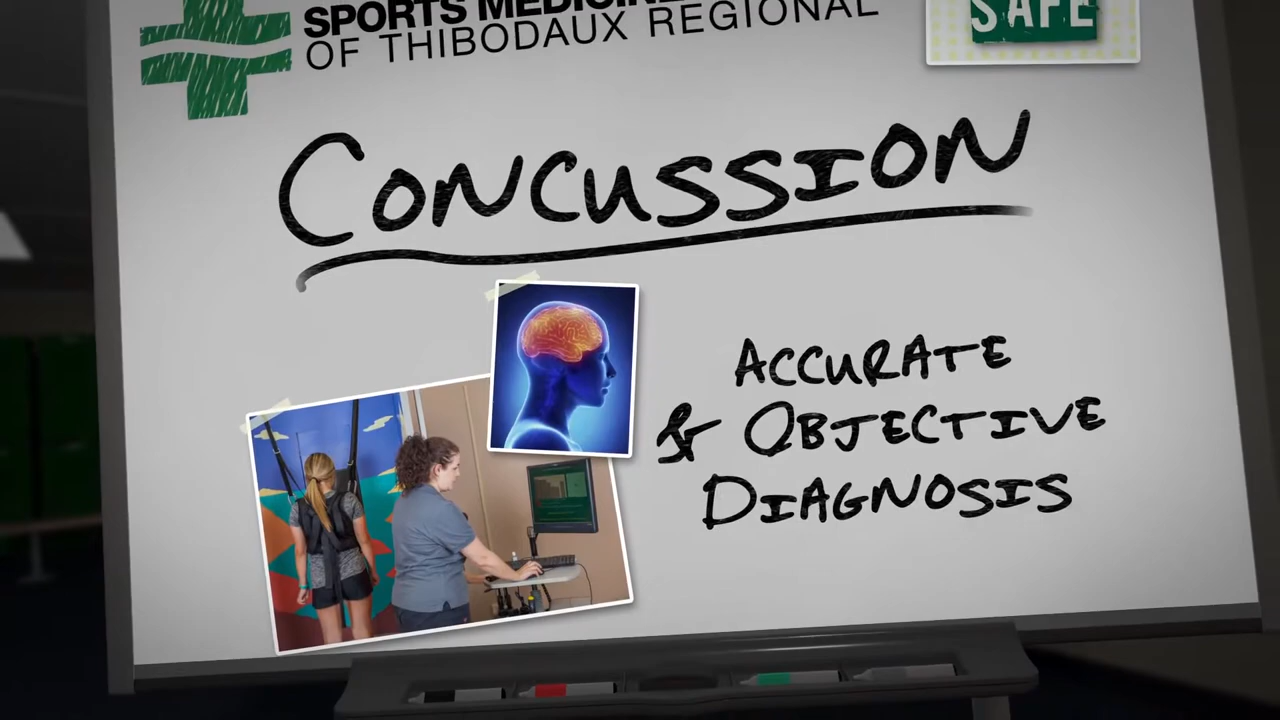 SPORTS MEDICINE
OF THIBODAUX REGIONAL
SAFE
CONCUSSION
ACCURATE
& OBJECTIVE
DIAGNOSIS